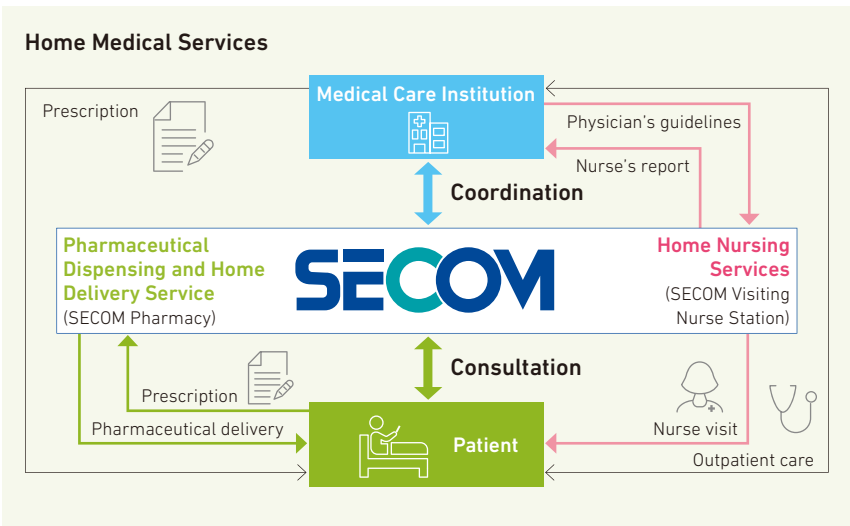 Home Medical Services
Medical Care Institution
Prescription
Physician's guidelines
Nurse's report
Coordination
Pharmaceutical
Dispensing and Home
Delivery Service
(SECOM Pharmacy)
SECOM
Home Nursing
Services
(SECOM Visiting
Nurse Station)
Consultation
Prescription
Pharmaceutical delivery
Patient
Nurse visit
Outpatient care